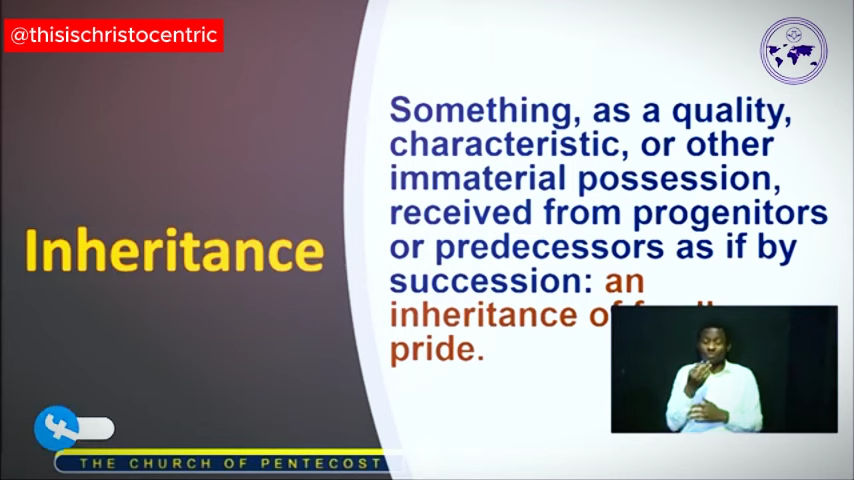 @thisischristocentric
Inheritance
Something, as a quality,
characteristic, or other
immaterial possession,
received from progenitors
or predecessors as if by
succession: an
inheritance of
pride.
THE CHURCH OF PENTECOST